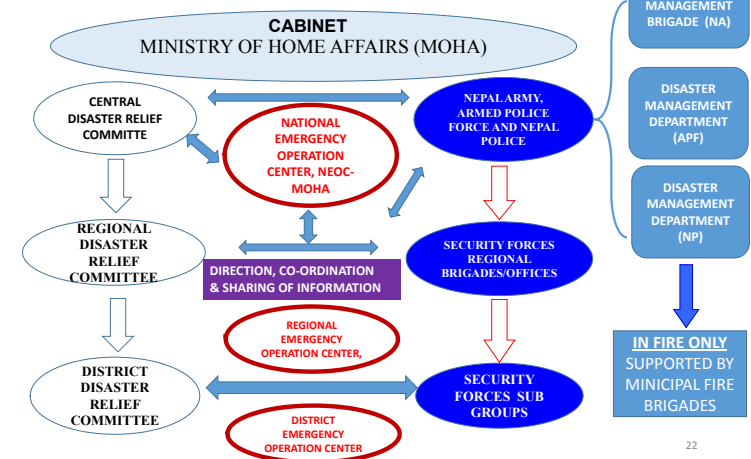 CABINET
MINISTRY OF HOME AFFAIRS (MOHA)
CENTRAL
DISASTER RELIEF
COMMITTE
NATIONAL
EMERGENCY
OPERATION
CENTER, NEOC-
MOHA
NEPAL ARMY,
ARMED POLICE
FORCE AND NEPAL
POLICE
MANAGEMENT
BRIGADE (NA)
DISASTER
MANAGEMENT
DEPARTMENT
(APF)
DISASTER
MANAGEMENT
DEPARTMENT
(NP)
REGIONAL
DISASTER
RELIEF
COMMITTEE
DIRECTION, CO-ORDINATION
& SHARING OF INFORMATION
SECURITY FORCES
REGIONAL
BRIGADES/OFFICES
REGIONAL
EMERGENCY
OPERATION CENTER,
DISTRICT
DISASTER
RELIEF
COMMITTEE
DISTRICT
EMERGENCY
OPERATION CENTER
SECURITY
FORCES SUB
GROUPS
IN FIRE ONLY
SUPPORTED BY
MINICIPAL FIRE
BRIGADES
22